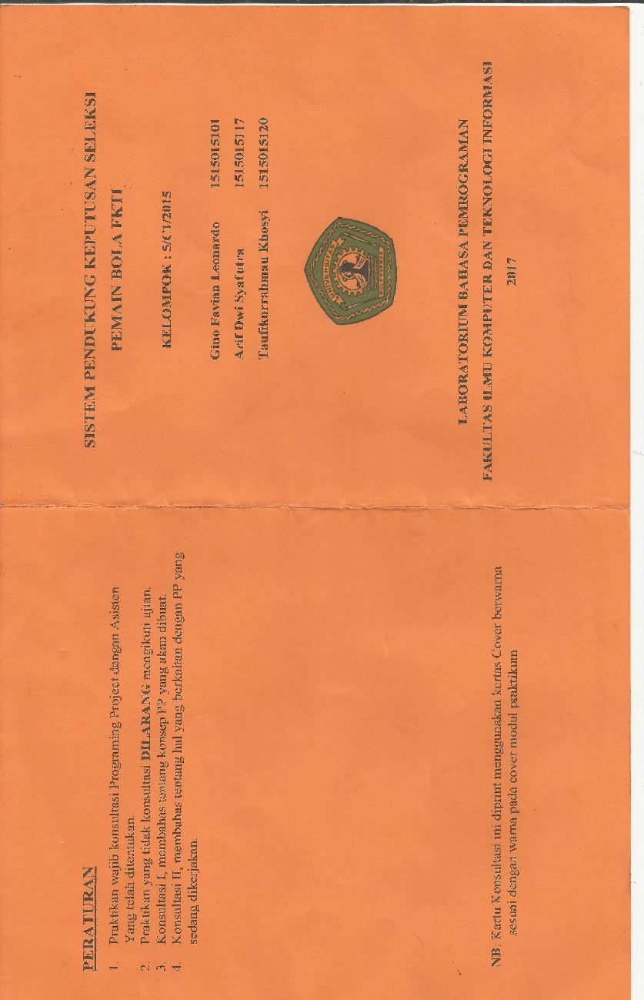 SISTEM PENDUKUNG KEPUTUSAN SELEKSI
PEMAIN BOLA FKTI
KELOMPOK : 5/C1/2015
Gino Favian Leonardo 1515015101
Arif Dwi Syafutra 1515015117
Taufikurrahman Khosyi 1515015120
UNIVERSITAS
LABORATORIUM BAHASA PEMROGRAMAN
FAKULTAS ILMU KOMPUTER DAN TEKNOLOGI INFORMASI
2017
PERATURAN
1. Praktikan wajib konsultasi Programing Project dengan Asisten
Yang telah ditentukan.
2. Praktikan yang tidak konsultasi DILARANG mengikuti ujian.
3. Konsultasi I, membahas tentang konsep PP yang akan dibuat.
4. Konsultasi II, membahas tentang hal yang berkaitan dengan PP yang
sedang dikerjakan.
NB: Kartu Konsultasi ini diprint menggunakan kertas Cover berwarna
sesuai dengan warna pada cover modul praktikum